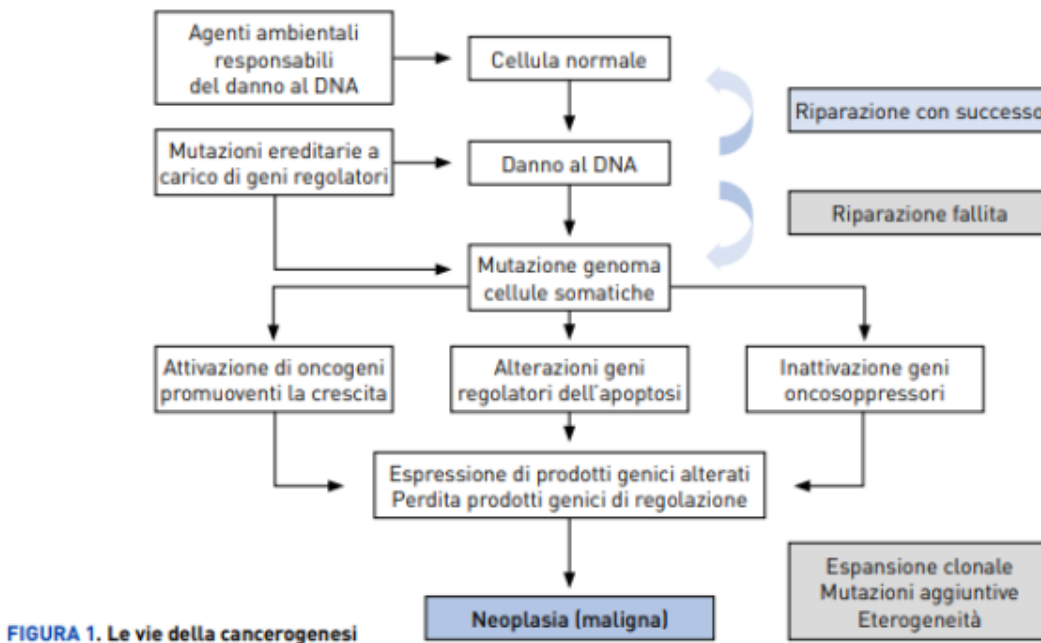 Agenti ambientali
responsabili
del danno al DNA
Cellula normale
Riparazione con successo
Mutazioni ereditarie a
carico di geni regolatori
Danno al DNA
Riparazione fallita
Mutazione genoma
cellule somatiche
Attivazione di oncogeni
promuoventi la crescita
Alterazioni geni
regolatori dell'apoptosi
Inattivazione geni
oncosoppressori
Espressione di prodotti genici alterati
Perdita prodotti genici di regolazione
Espansione clonale
Mutazioni aggiuntive
Eterogeneità
Neoplasia (maligna)
FIGURA 1. Le vie della cancerogenesi